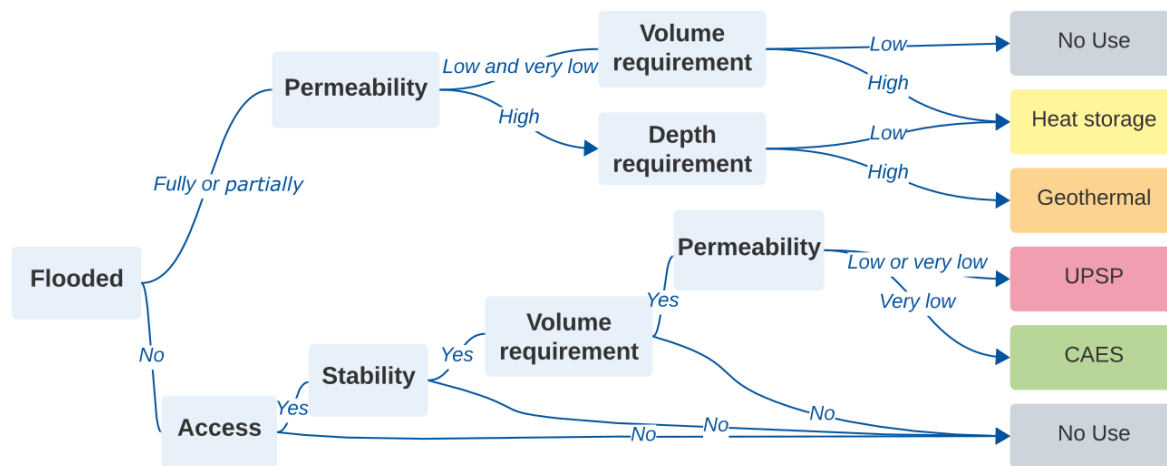 Volume
requirement
Low
No Use
Permeability
Low and very low
High
High
Heat storage
Depth
requirement
Low
High
Geothermal
Fully or partially
Flooded
Permeability
Low or very low
UPSP
Yes
Very low
Volume
requirement
No
Yes
CAES
Stability
Yes
No
Access
No
No
No Use